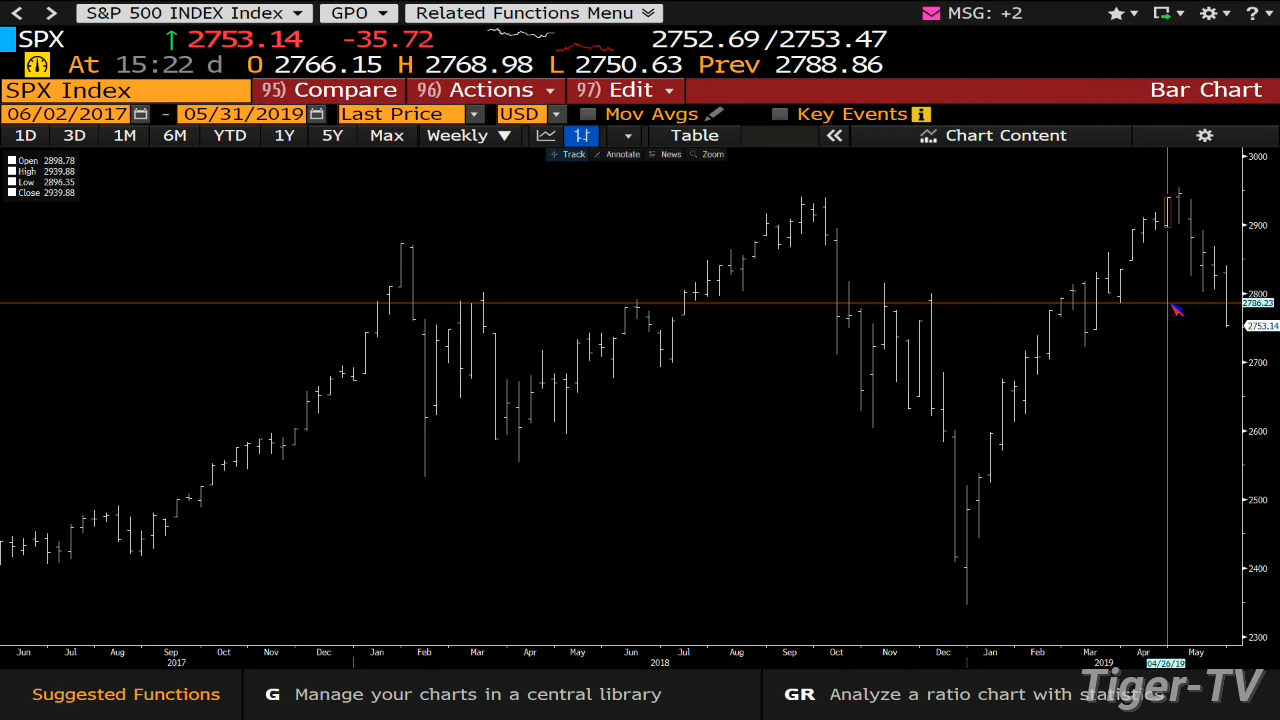 S&P 500 INDEX Index GPO Related Functions Menu MSG: +2 ?
SPX ↑ 2753.14 -35.72 2752.69/2753.47
At 15:22 d O 2766.15 H 2768.98 L 2750.63 Prev 2788.86
SPX Index 95) Compare 96) Actions 97) Edit Bar Chart
06/02/2017 - 05/31/2019 Last Price USD Mov Avgs Key Events i
1D 3D 1M 6M YTD 1Y 5Y Max Weekly ▼ Table « Chart Content
Track Annotate News Zoom
Open 2898.78
High 2939.88
Low 2896.35
Close 2939.88
3000
2900
2800
2786.23
2753.14
2700
2600
2500
2400
2300
Jun Jul Aug Sep Oct Nov Dec Jan Feb Mar Apr May Jun Jul Aug Sep Oct Nov Dec Jan Feb Mar Apr May
2017 2018 2019 04/26/19
Suggested Functions G Manage your charts in a central library GR Analyze a ratio chart with statistics
Tiger-TV